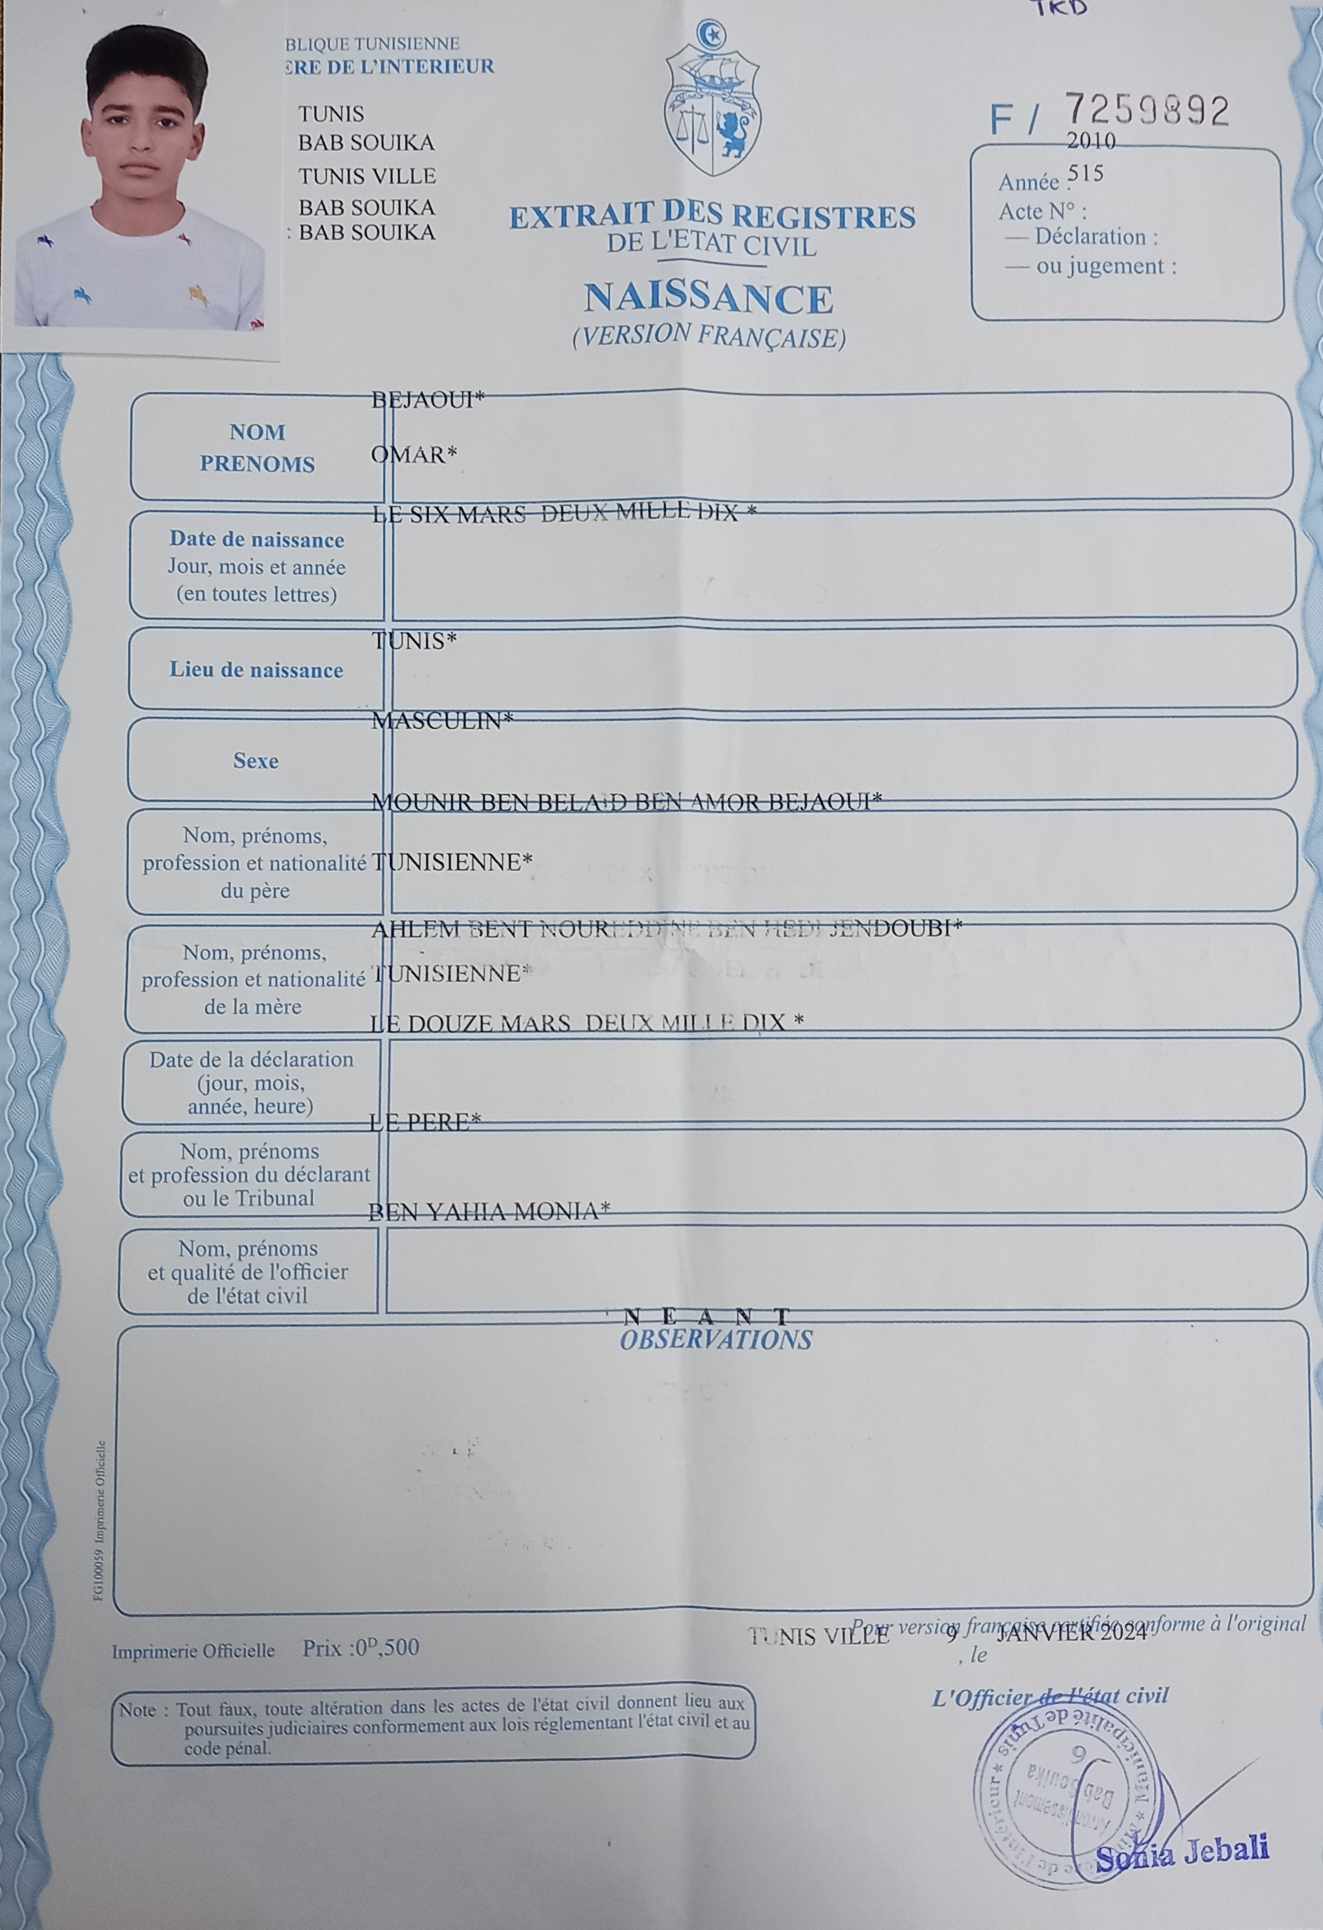 TKD
BLIQUE TUNISIENNE
ERE DE L'INTERIEUR
TUNIS
BAB SOUIKA
TUNIS VILLE
BAB SOUIKA
: BAB SOUIKA
EXTRAIT DES REGISTRES
DE L'ETAT CIVIL
NAISSANCE
(VERSION FRANÇAISE)
F / 7259892
2010
Année : 515
Acte N° :
— Déclaration :
— ou jugement :
BEJAOUI*
NOM
PRENOMS
OMAR*
LE SIX MARS DEUX MILLE DIX *
Date de naissance
Jour, mois et année
(en toutes lettres)
TUNIS*
Lieu de naissance
MASCULIN*
Sexe
MOUNIR BEN BELAID BEN AMOR BEJAOUI*
Nom, prénoms,
profession et nationalité TUNISIENNE*
du père
AHLEM BENT NOUREDDINE BEN HEDI JENDOUBI*
Nom, prénoms,
profession et nationalité TUNISIENNE*
de la mère
LE DOUZE MARS DEUX MILLE DIX *
Date de la déclaration
(jour, mois,
année, heure)
LE PERE*
Nom, prénoms
et profession du déclarant
ou le Tribunal
BEN YAHIA MONIA*
Nom, prénoms
et qualité de l'officier
de l'état civil
N E A N T
OBSERVATIONS
FG100059 Imprimerie Officielle
Imprimerie Officielle Prix :0D,500
Pour version française certifiée conforme à l'original
TUNIS VILLE 9 JANVIER 2024
, le
Note : Tout faux, toute altération dans les actes de l'état civil donnent lieu aux
poursuites judiciaires conformement aux lois réglementant l'état civil et au
code pénal.
L'Officier de l'état civil
Municipalité de Tunis
6
Bab Souika
Arrondissement
Sonia Jebali